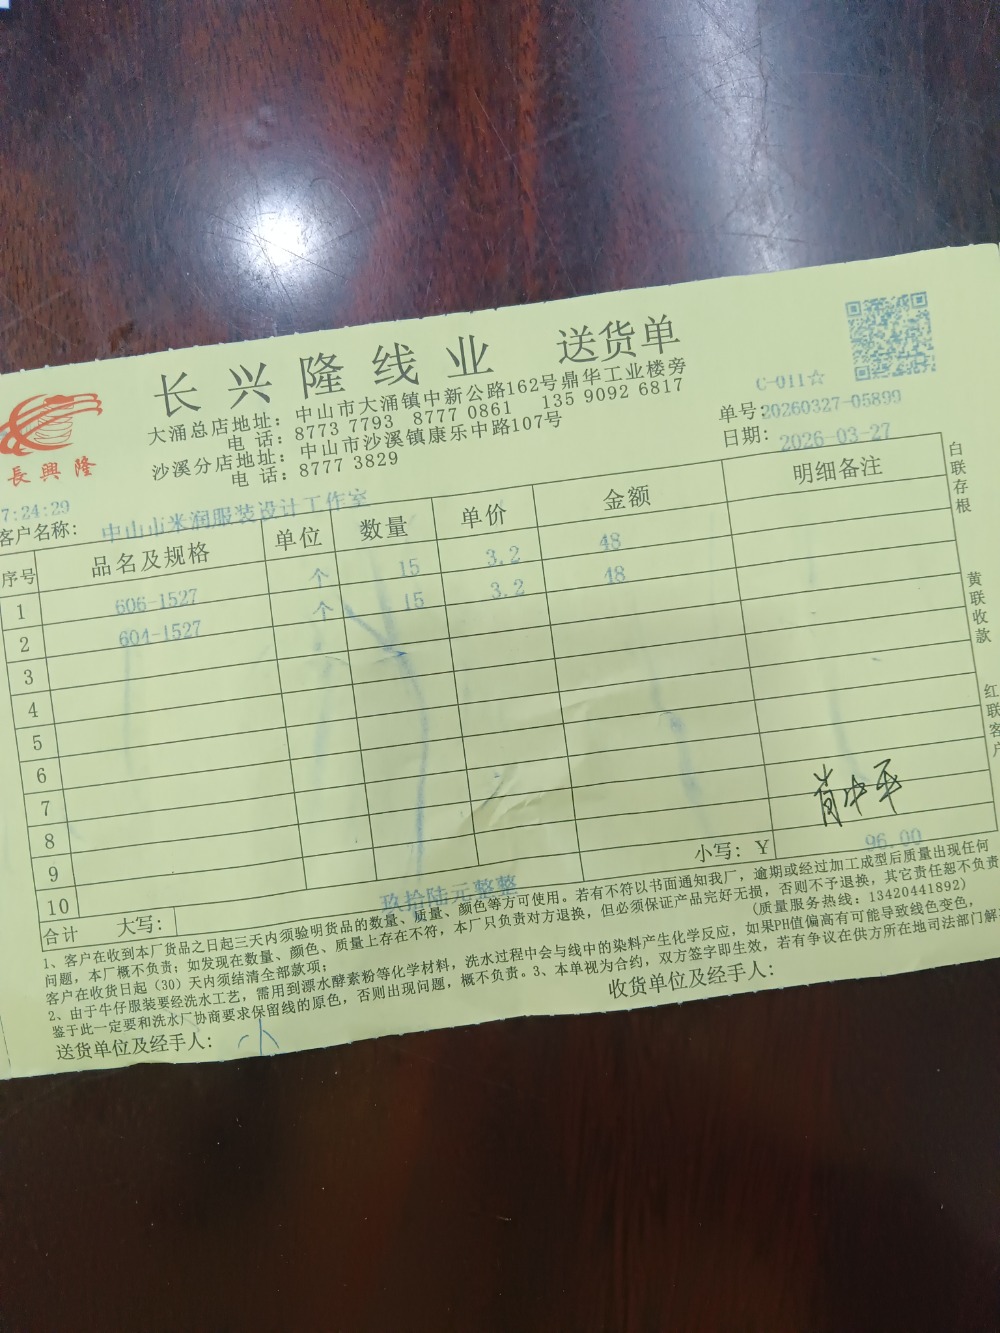 长兴隆线业 送货单
C-011☆
大涌总店地址：中山市大涌镇中新公路162号鼎华工业楼旁
电 话：8773 7793 8777 0861 135 9092 6817
沙溪分店地址：中山市沙溪镇康乐中路107号
电 话：8777 3829
長興隆
单号：20260327-05899
日期：2026-03-27
7:24:29
客户名称：中山市米润服装设计工作室
序号 品名及规格 单位 数量 单价 金额 明细备注
1 606-1527 个 15 3.2 48
2 604-1527 个 15 3.2 48
3
4
5
6
7
8
9
10
肖中平
合计 大写：玖拾陆元整整 小写：Y 96.00
1、客户在收到本厂货品之日起三天内须验明货品的数量、质量、颜色等方可使用。若有不符以书面通知我厂，逾期或经过加工成型后质量出现任何
问题，本厂概不负责；如发现在数量、颜色、质量上存在不符，本厂只负责对方退换，但必须保证产品完好无损，否则不予退换，其它责任恕不负责
客户在收货日起（30）天内须结清全部款项； (质量服务热线：13420441892)
2、由于牛仔服装要经洗水工艺，需用到漂水酵素粉等化学材料，洗水过程中会与线中的染料产生化学反应，如果PH值偏高有可能导致线色变色，
鉴于此一定要和洗水厂协商要求保留线的原色，否则出现问题，概不负责。3、本单视为合约，双方签字即生效，若有争议在供方所在地司法部门解
送货单位及经手人： 收货单位及经手人：
白联存根
黄联收款
红联客户